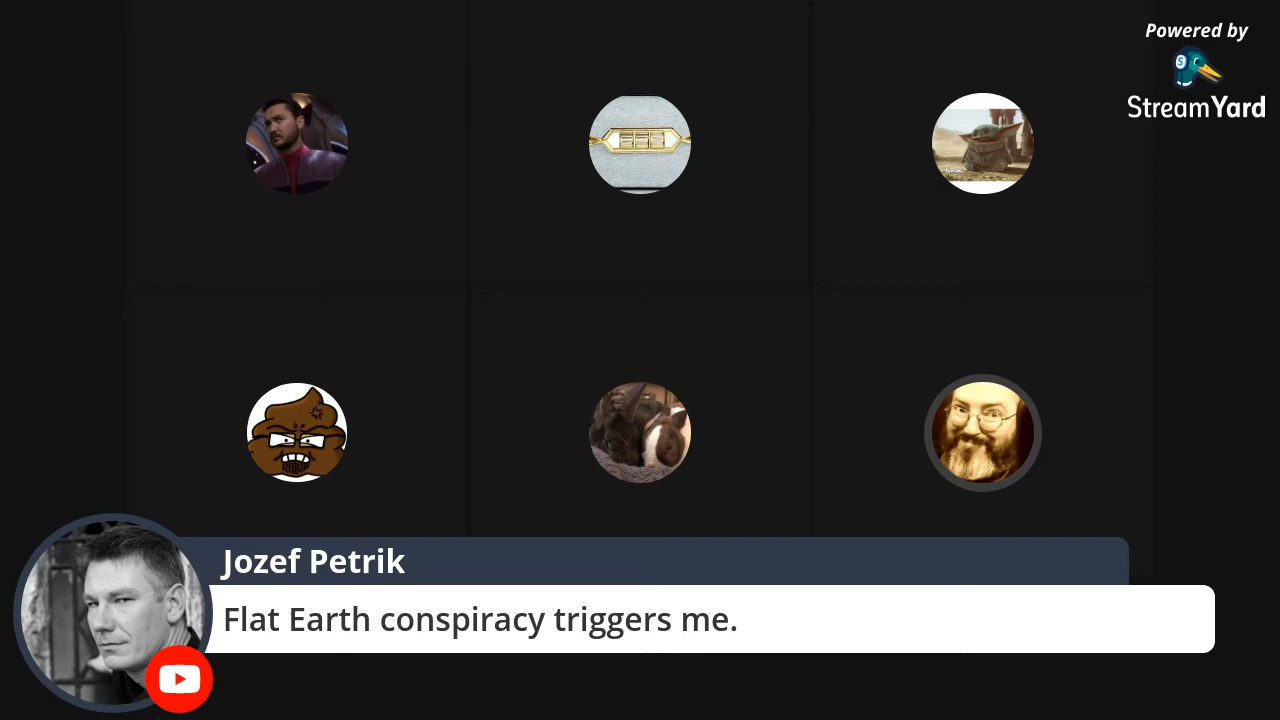 Powered by
StreamYard
Jozef Petrik
Flat Earth conspiracy triggers me.